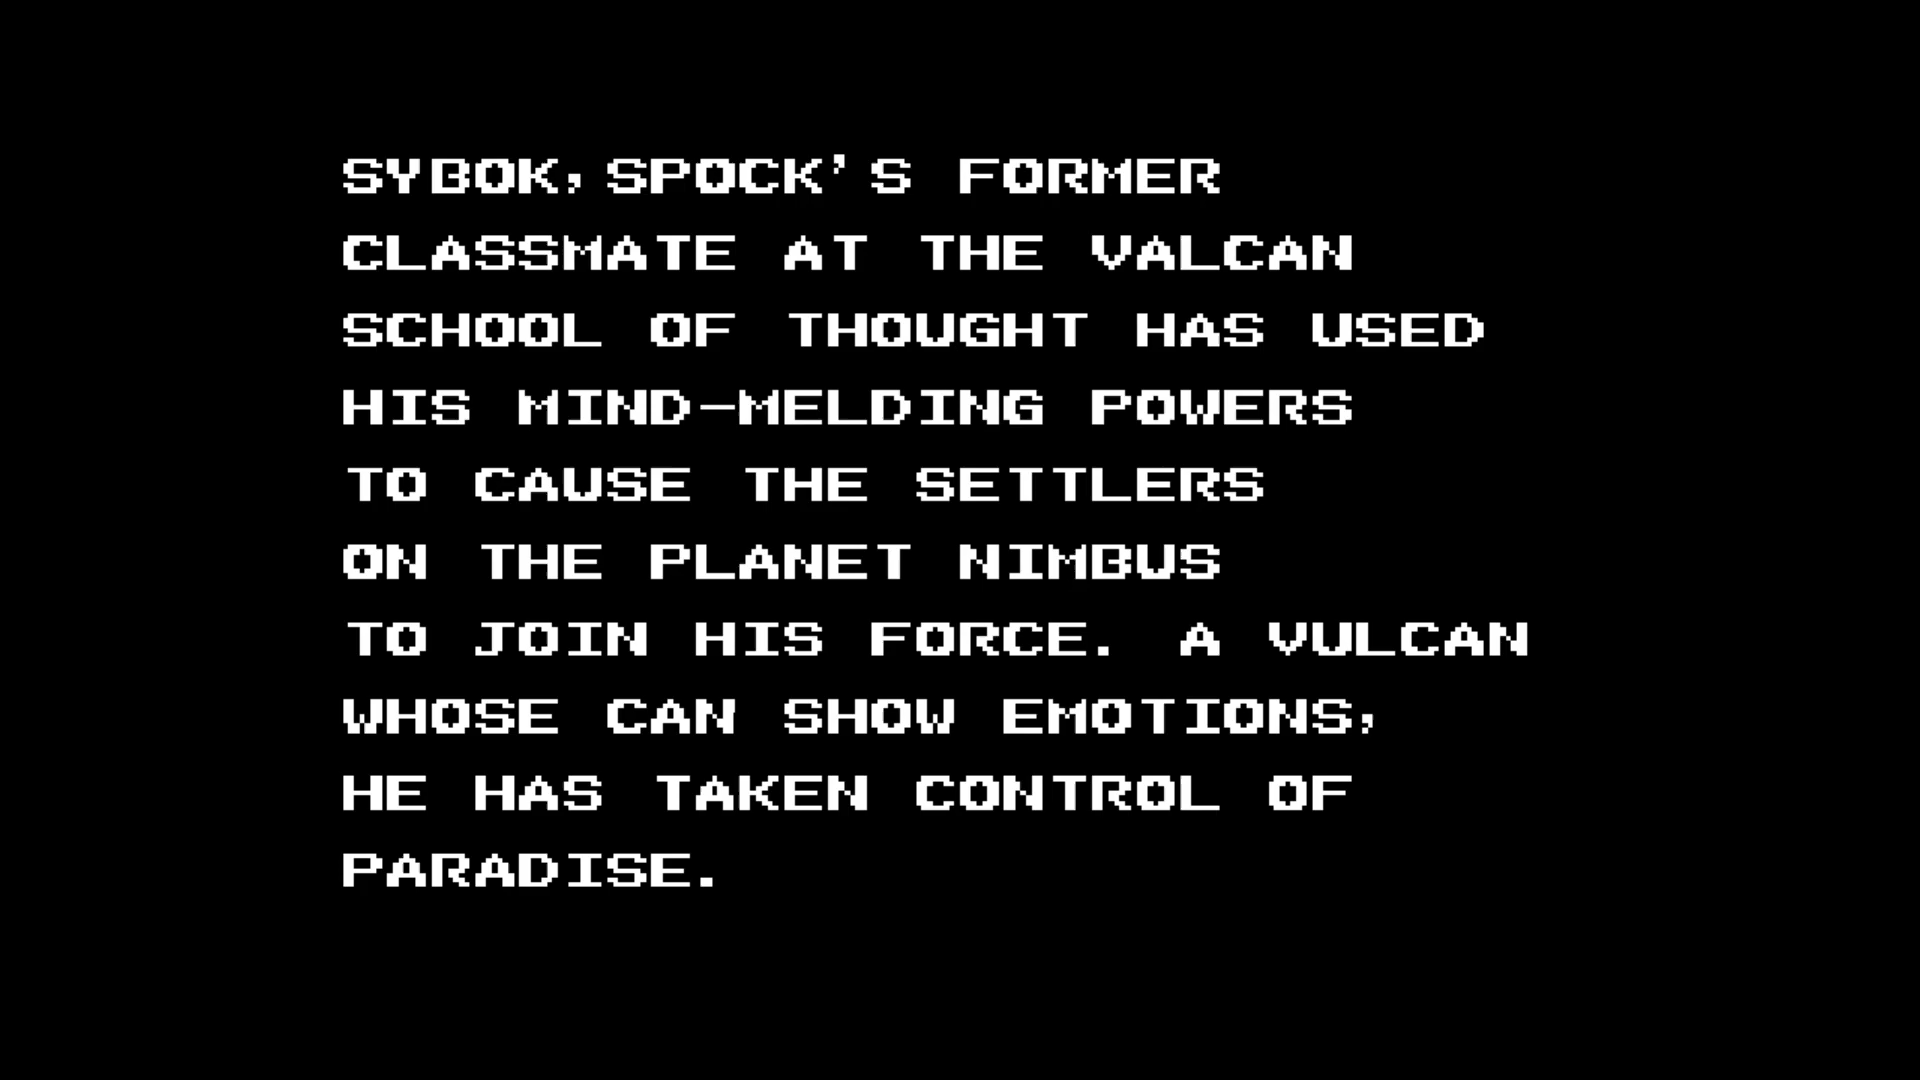 SYBOK,SPOCK'S FORMER
CLASSMATE AT THE VALCAN
SCHOOL OF THOUGHT HAS USED
HIS MIND-MELDING POWERS
TO CAUSE THE SETTLERS
ON THE PLANET NIMBUS
TO JOIN HIS FORCE. A VULCAN
WHOSE CAN SHOW EMOTIONS,
HE HAS TAKEN CONTROL OF
PARADISE.